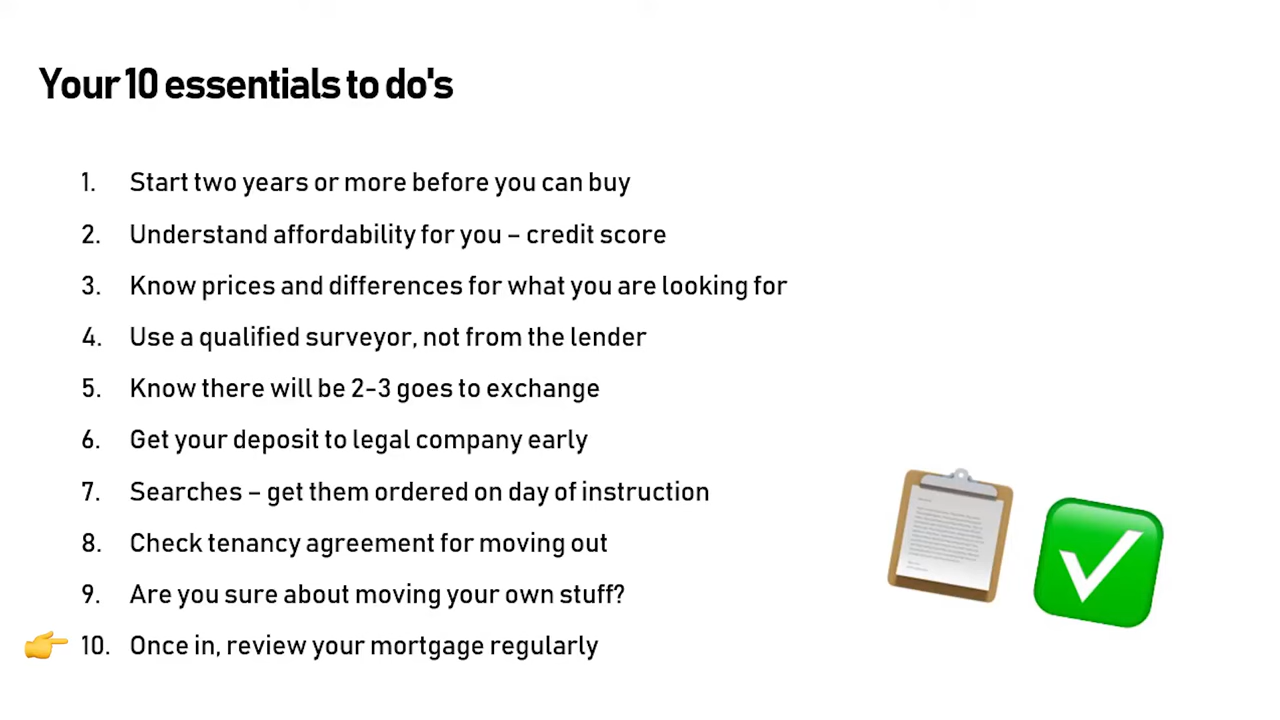 Your 10 essentials to do's
1. Start two years or more before you can buy
2. Understand affordability for you – credit score
3. Know prices and differences for what you are looking for
4. Use a qualified surveyor, not from the lender
5. Know there will be 2-3 goes to exchange
6. Get your deposit to legal company early
7. Searches – get them ordered on day of instruction
8. Check tenancy agreement for moving out
9. Are you sure about moving your own stuff?
10. Once in, review your mortgage regularly